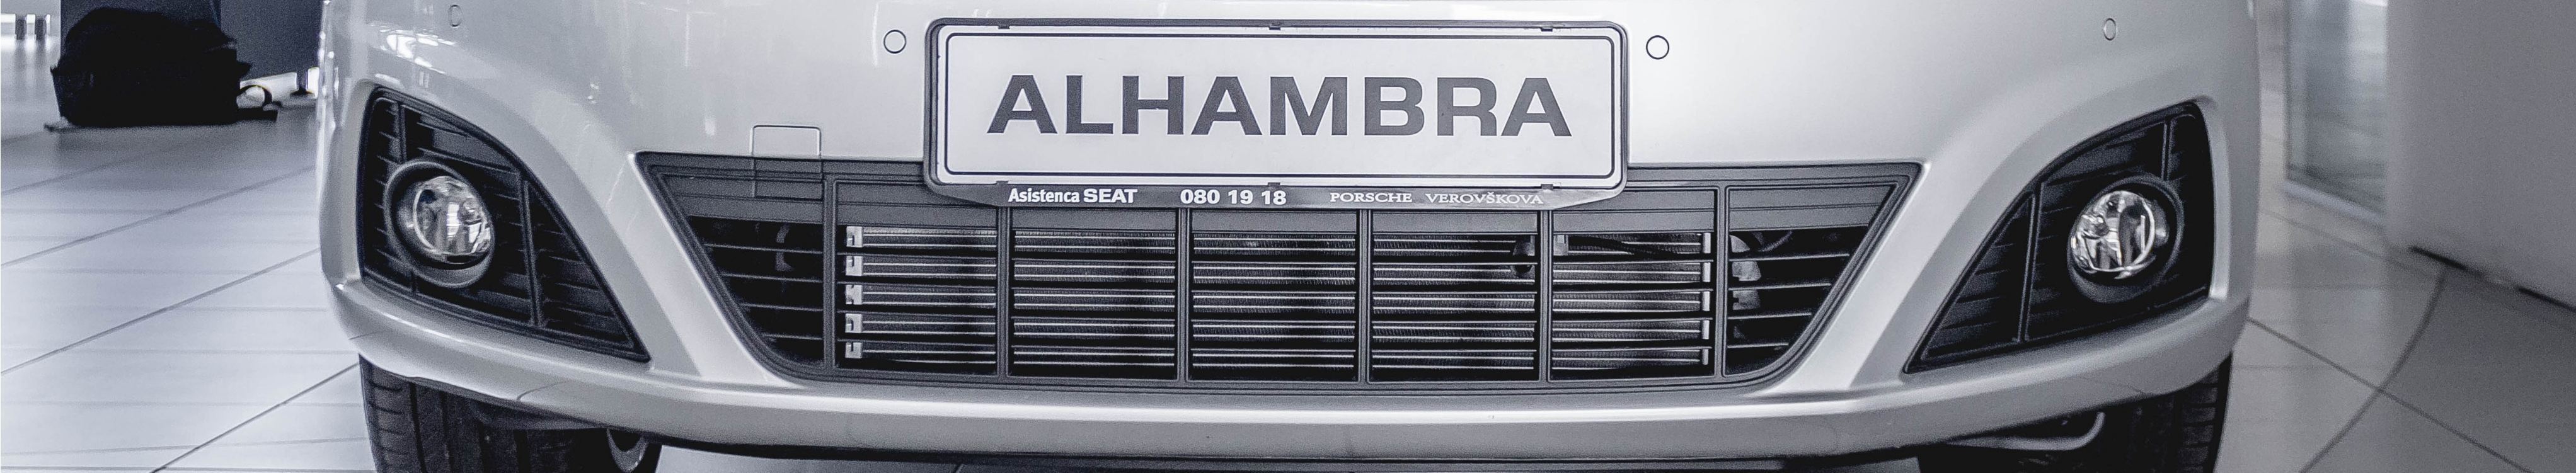 ALHAMBRA
Asistenca SEAT 080 19 18 PORSCHE VEROVŠKOVA